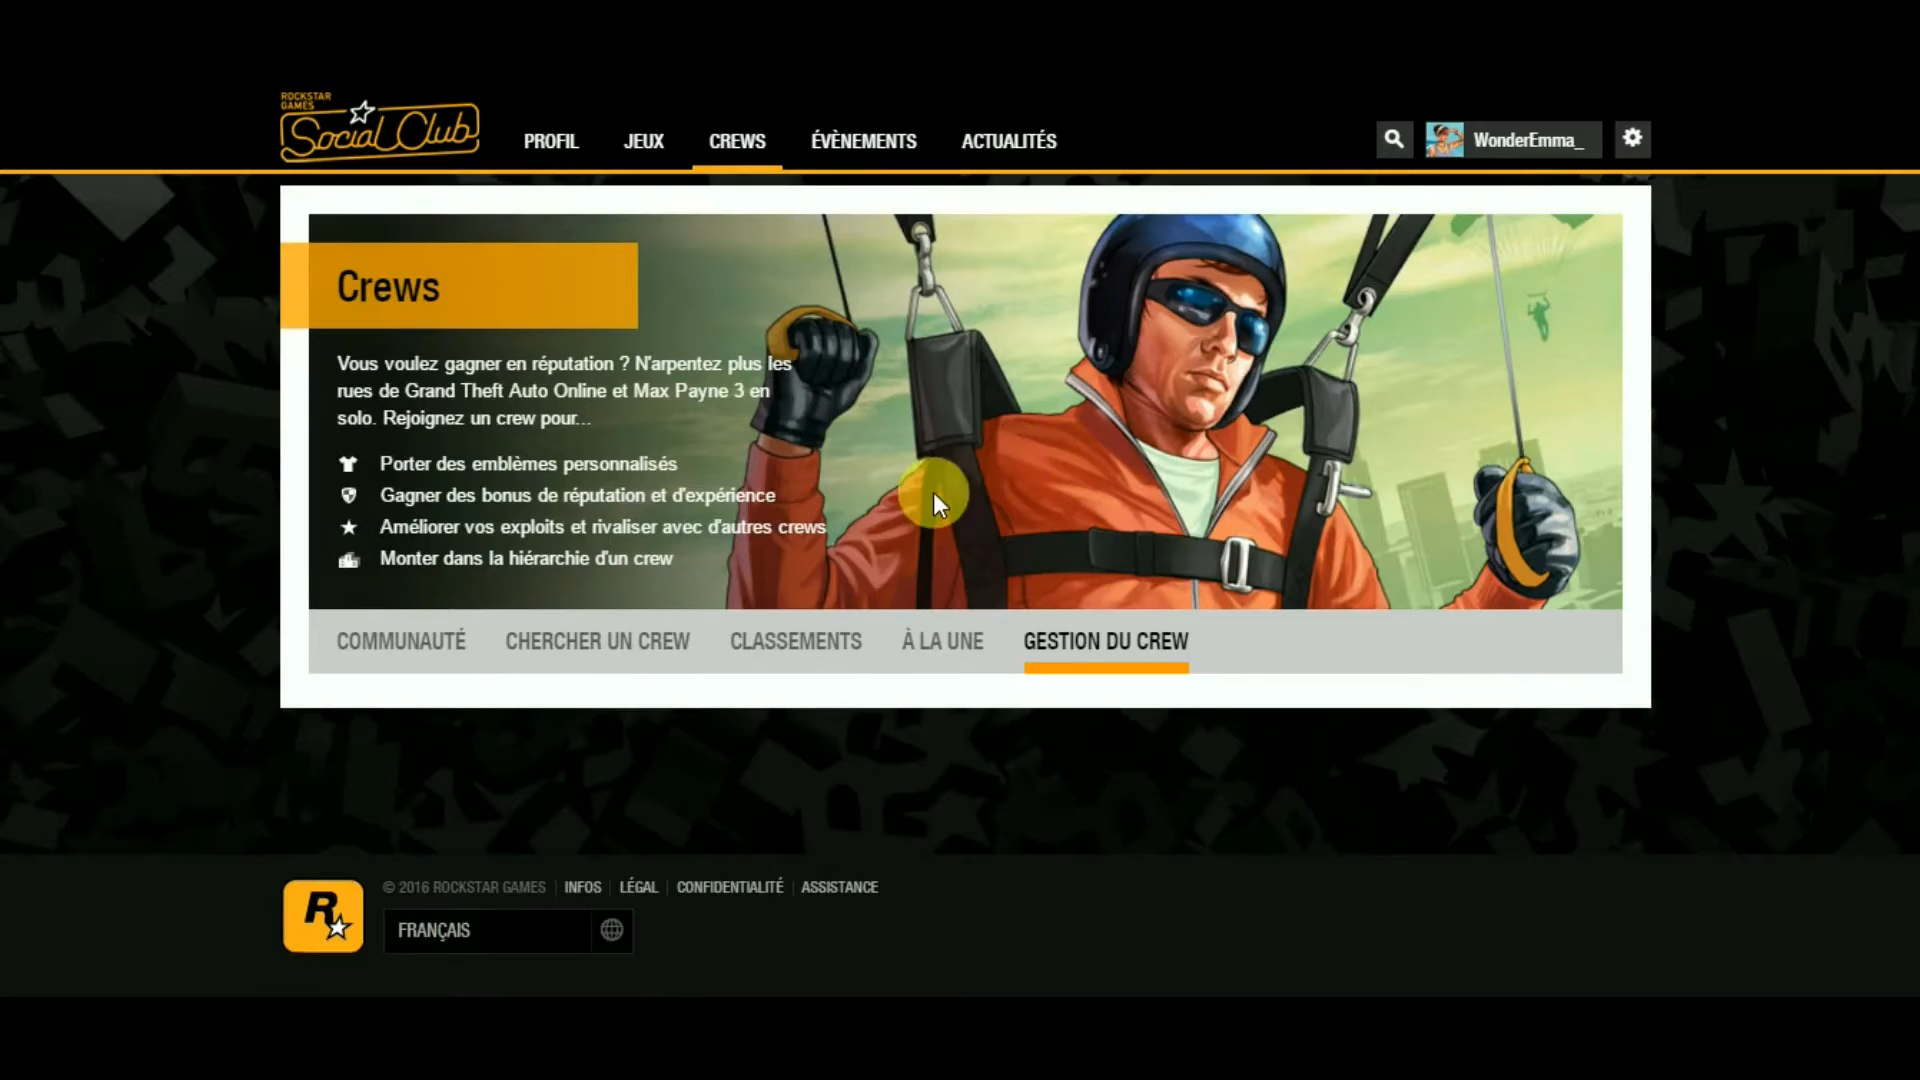 ROCKSTAR
GAMES
Social Club
PROFIL
JEUX
CREWS
ÉVÈNEMENTS
ACTUALITÉS
WonderEmma_
Crews
Vous voulez gagner en réputation ? N'arpentez plus les
rues de Grand Theft Auto Online et Max Payne 3 en
solo. Rejoignez un crew pour...
Porter des emblèmes personnalisés
Gagner des bonus de réputation et d'expérience
Améliorer vos exploits et rivaliser avec d'autres crews
Monter dans la hiérarchie d'un crew
COMMUNAUTÉ
CHERCHER UN CREW
CLASSEMENTS
À LA UNE
GESTION DU CREW
R
© 2016 ROCKSTAR GAMES
INFOS
LÉGAL
CONFIDENTIALITÉ
ASSISTANCE
FRANÇAIS